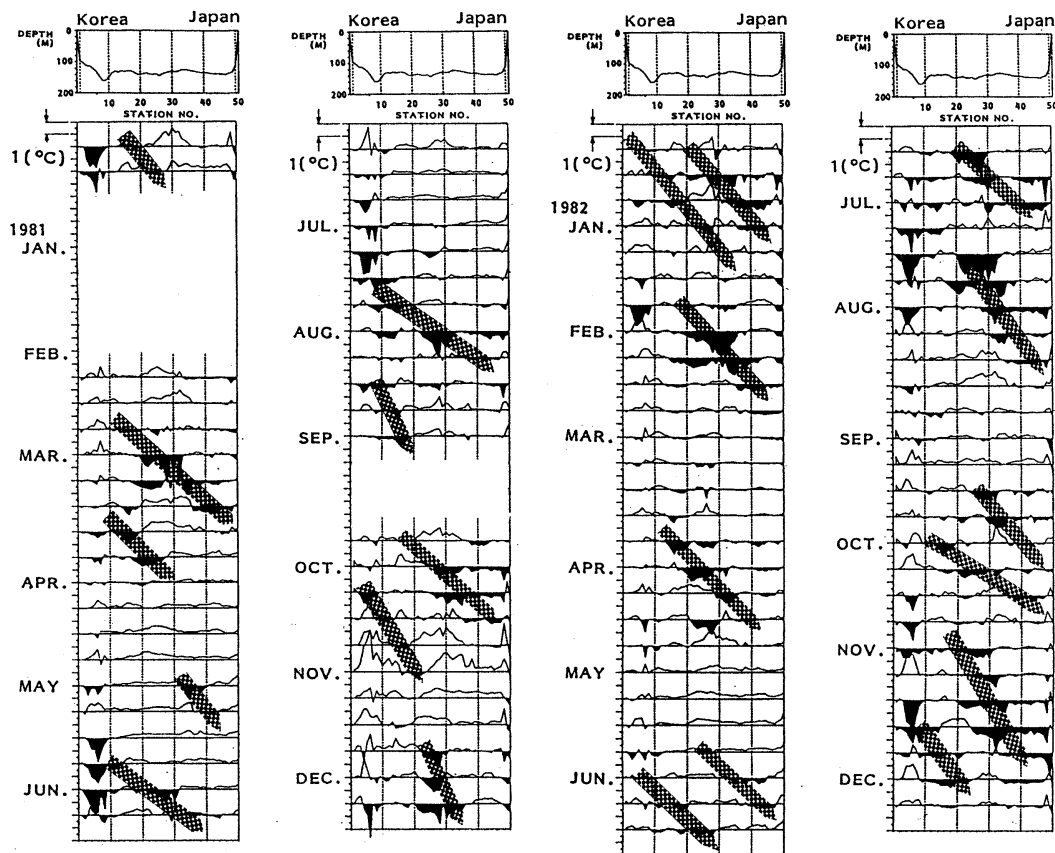 Korea Japan
DEPTH
(M)
0
100
200
10 20 30 40 50
STATION NO.
1(°C)
1981
JAN.
FEB.
MAR.
APR.
MAY
JUN.
Korea Japan
DEPTH
(M)
0
100
200
10 20 30 40 50
STATION NO.
1(°C)
JUL.
AUG.
SEP.
OCT.
NOV.
DEC.
Korea Japan
DEPTH
(M)
0
100
200
10 20 30 40 50
STATION NO.
1(°C)
1982
JAN.
FEB.
MAR.
APR.
MAY
JUN.
Korea Japan
DEPTH
(M)
0
100
200
10 20 30 40 50
STATION NO.
1(°C)
JUL.
AUG.
SEP.
OCT.
NOV.
DEC.